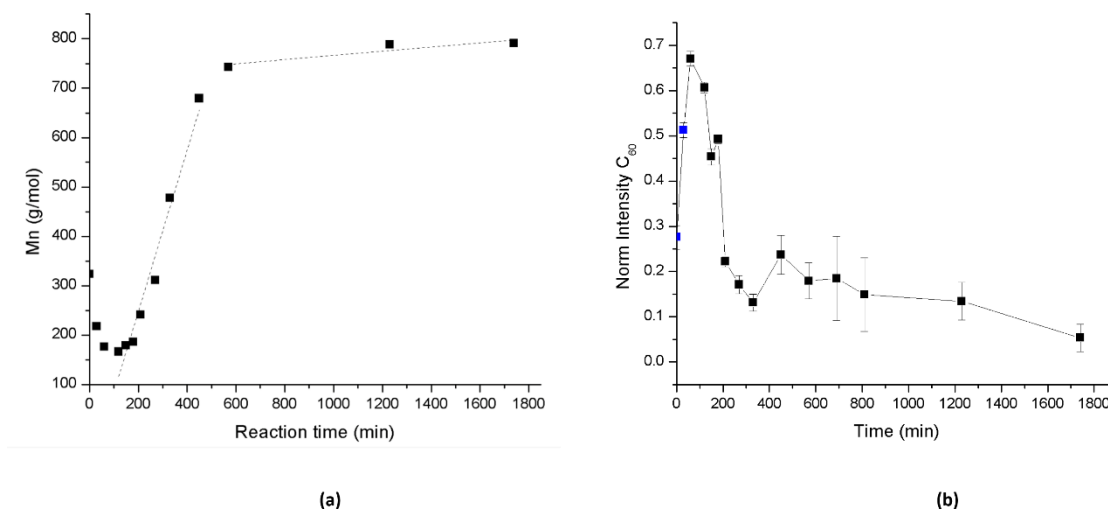 800
700
600
500
400
300
200
100
Mn (g/mol)
0 200 400 600 800 1000 1200 1400 1600 1800
Reaction time (min)
(a)
0.7
0.6
0.5
0.4
0.3
0.2
0.1
0.0
Norm Intensity C₆₀
0 200 400 600 800 1000 1200 1400 1600 1800
Time (min)
(b)